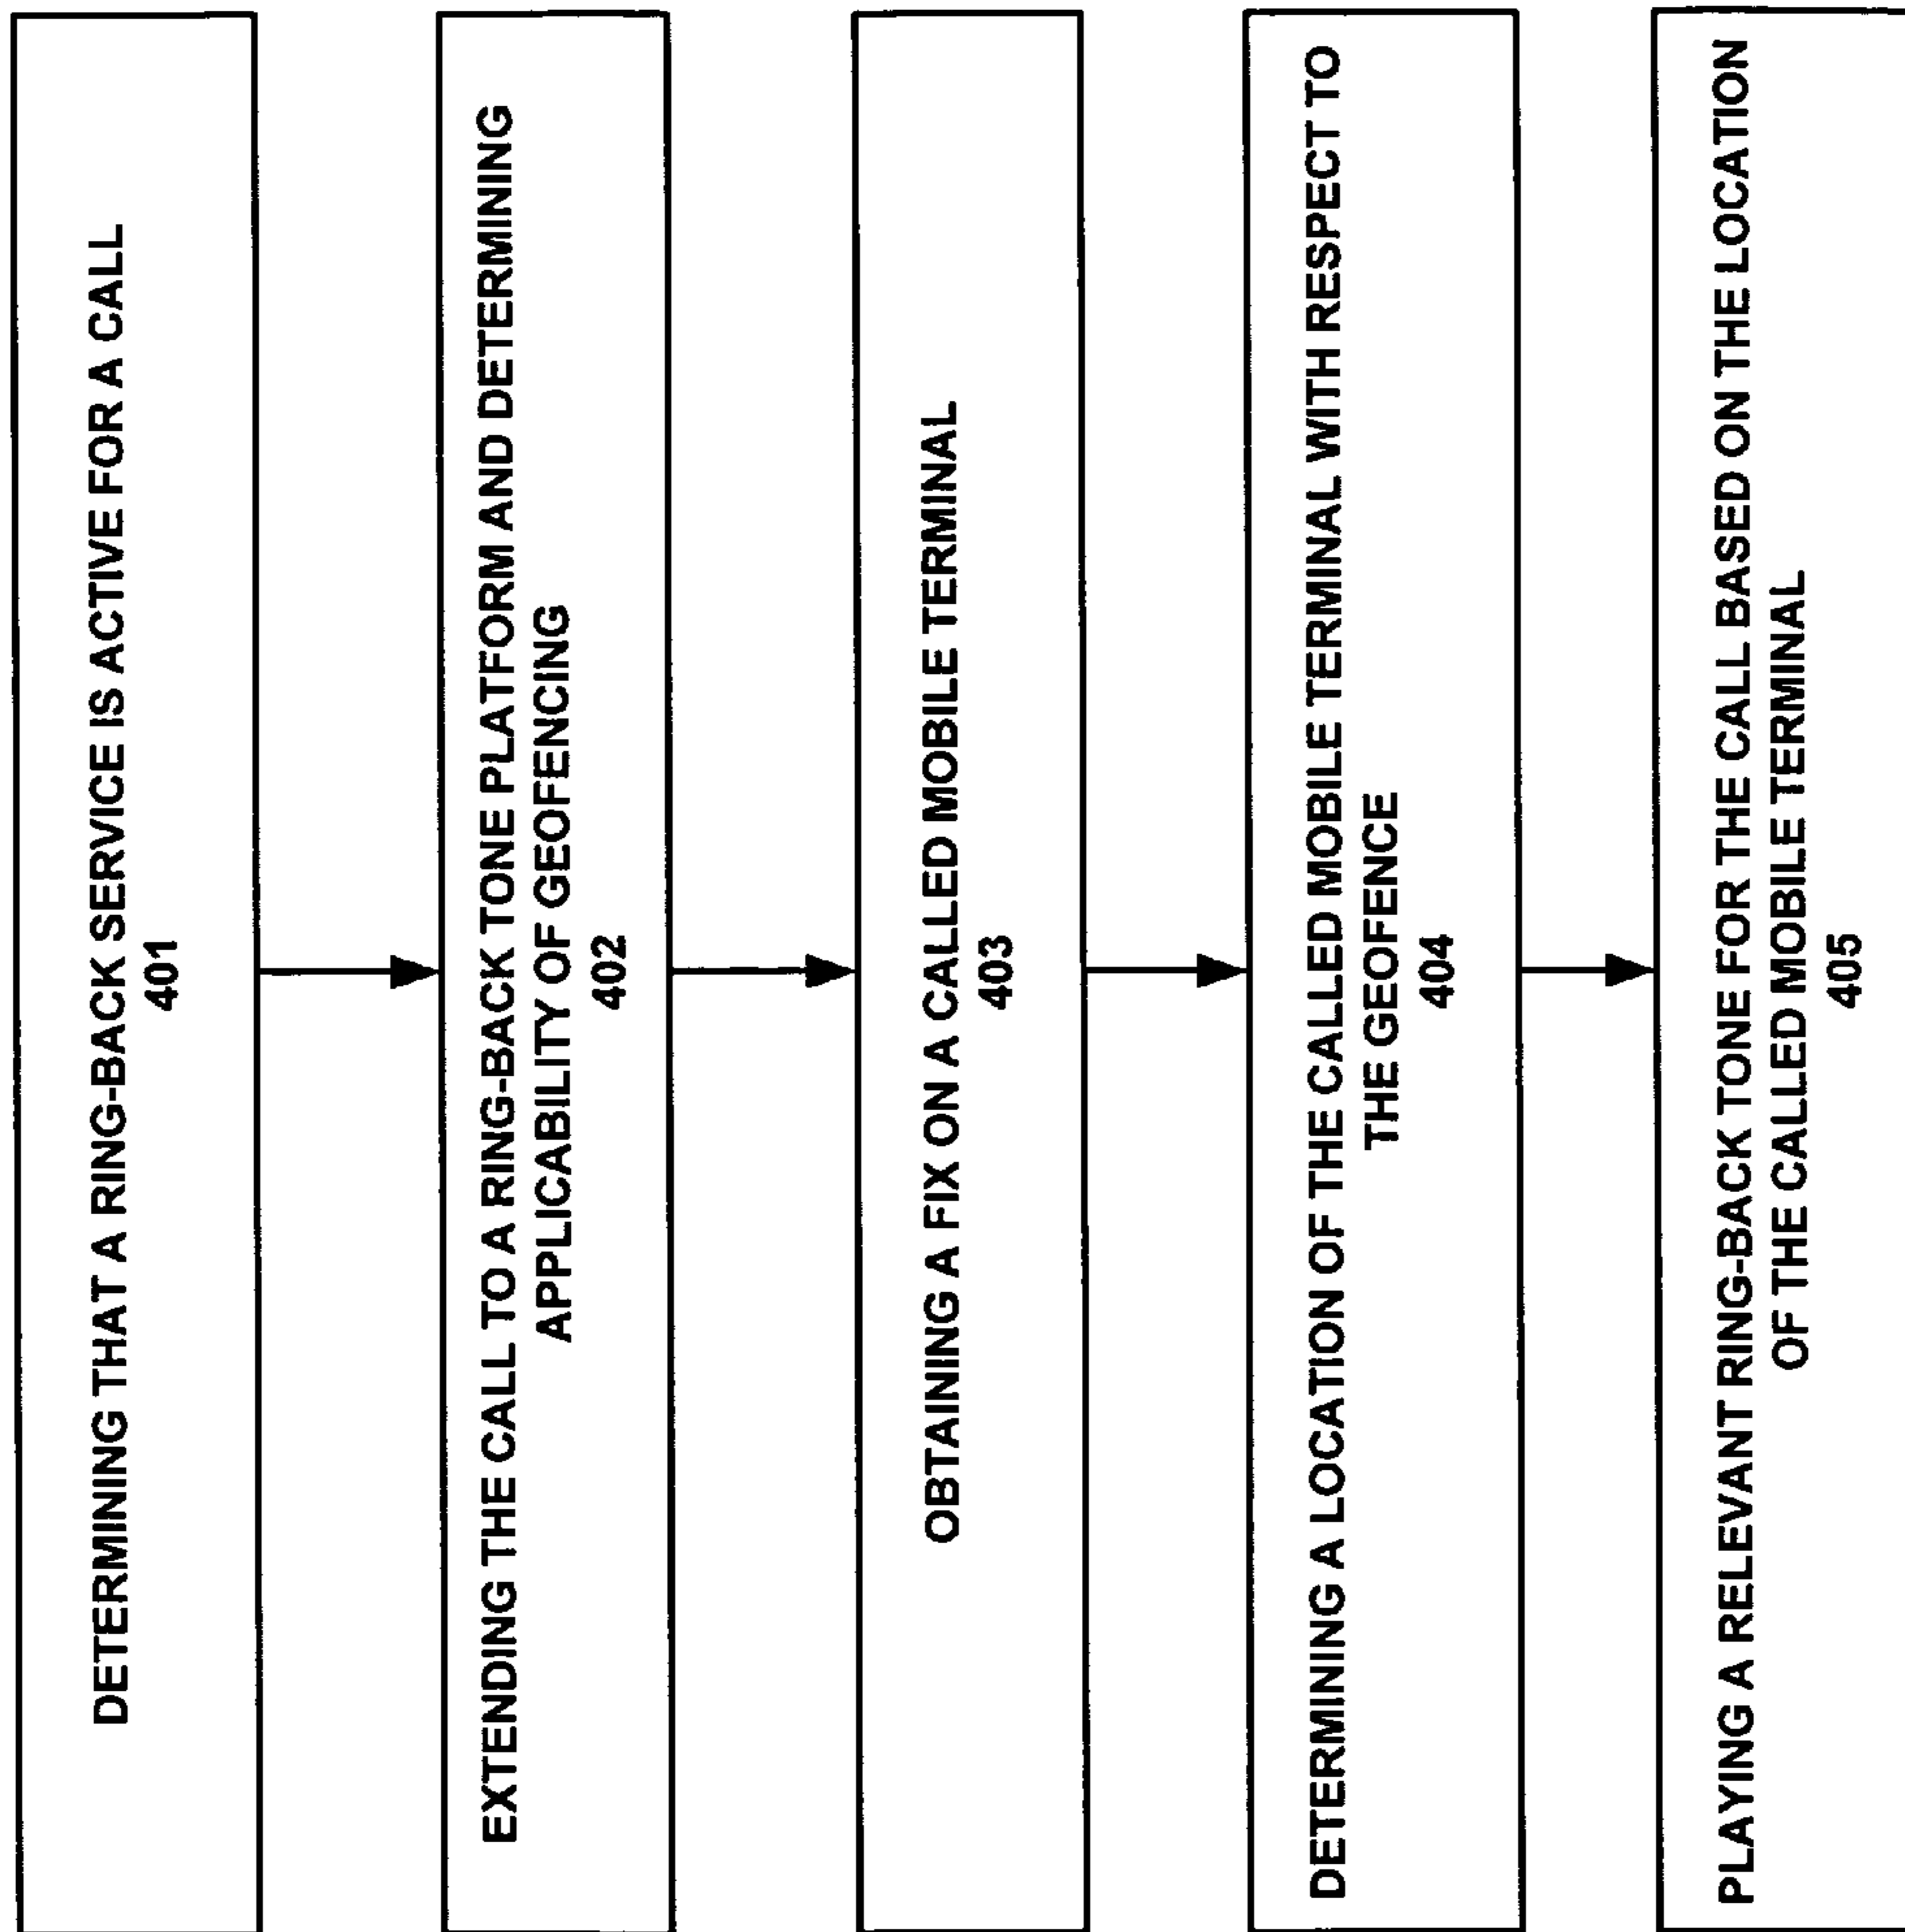 DETERMINING THAT A RING-BACK SERVICE IS ACTIVE FOR A CALL
401
EXTENDING THE CALL TO A RING-BACK TONE PLATFORM AND DETERMINING
APPLICABILITY OF GEOFENCING
402
OBTAINING A FIX ON A CALLED MOBILE TERMINAL
403
DETERMINING A LOCATION OF THE CALLED MOBILE TERMINAL WITH RESPECT TO
THE GEOFENCE
404
PLAYING A RELEVANT RING-BACK TONE FOR THE CALL BASED ON THE LOCATION
OF THE CALLED MOBILE TERMINAL
405